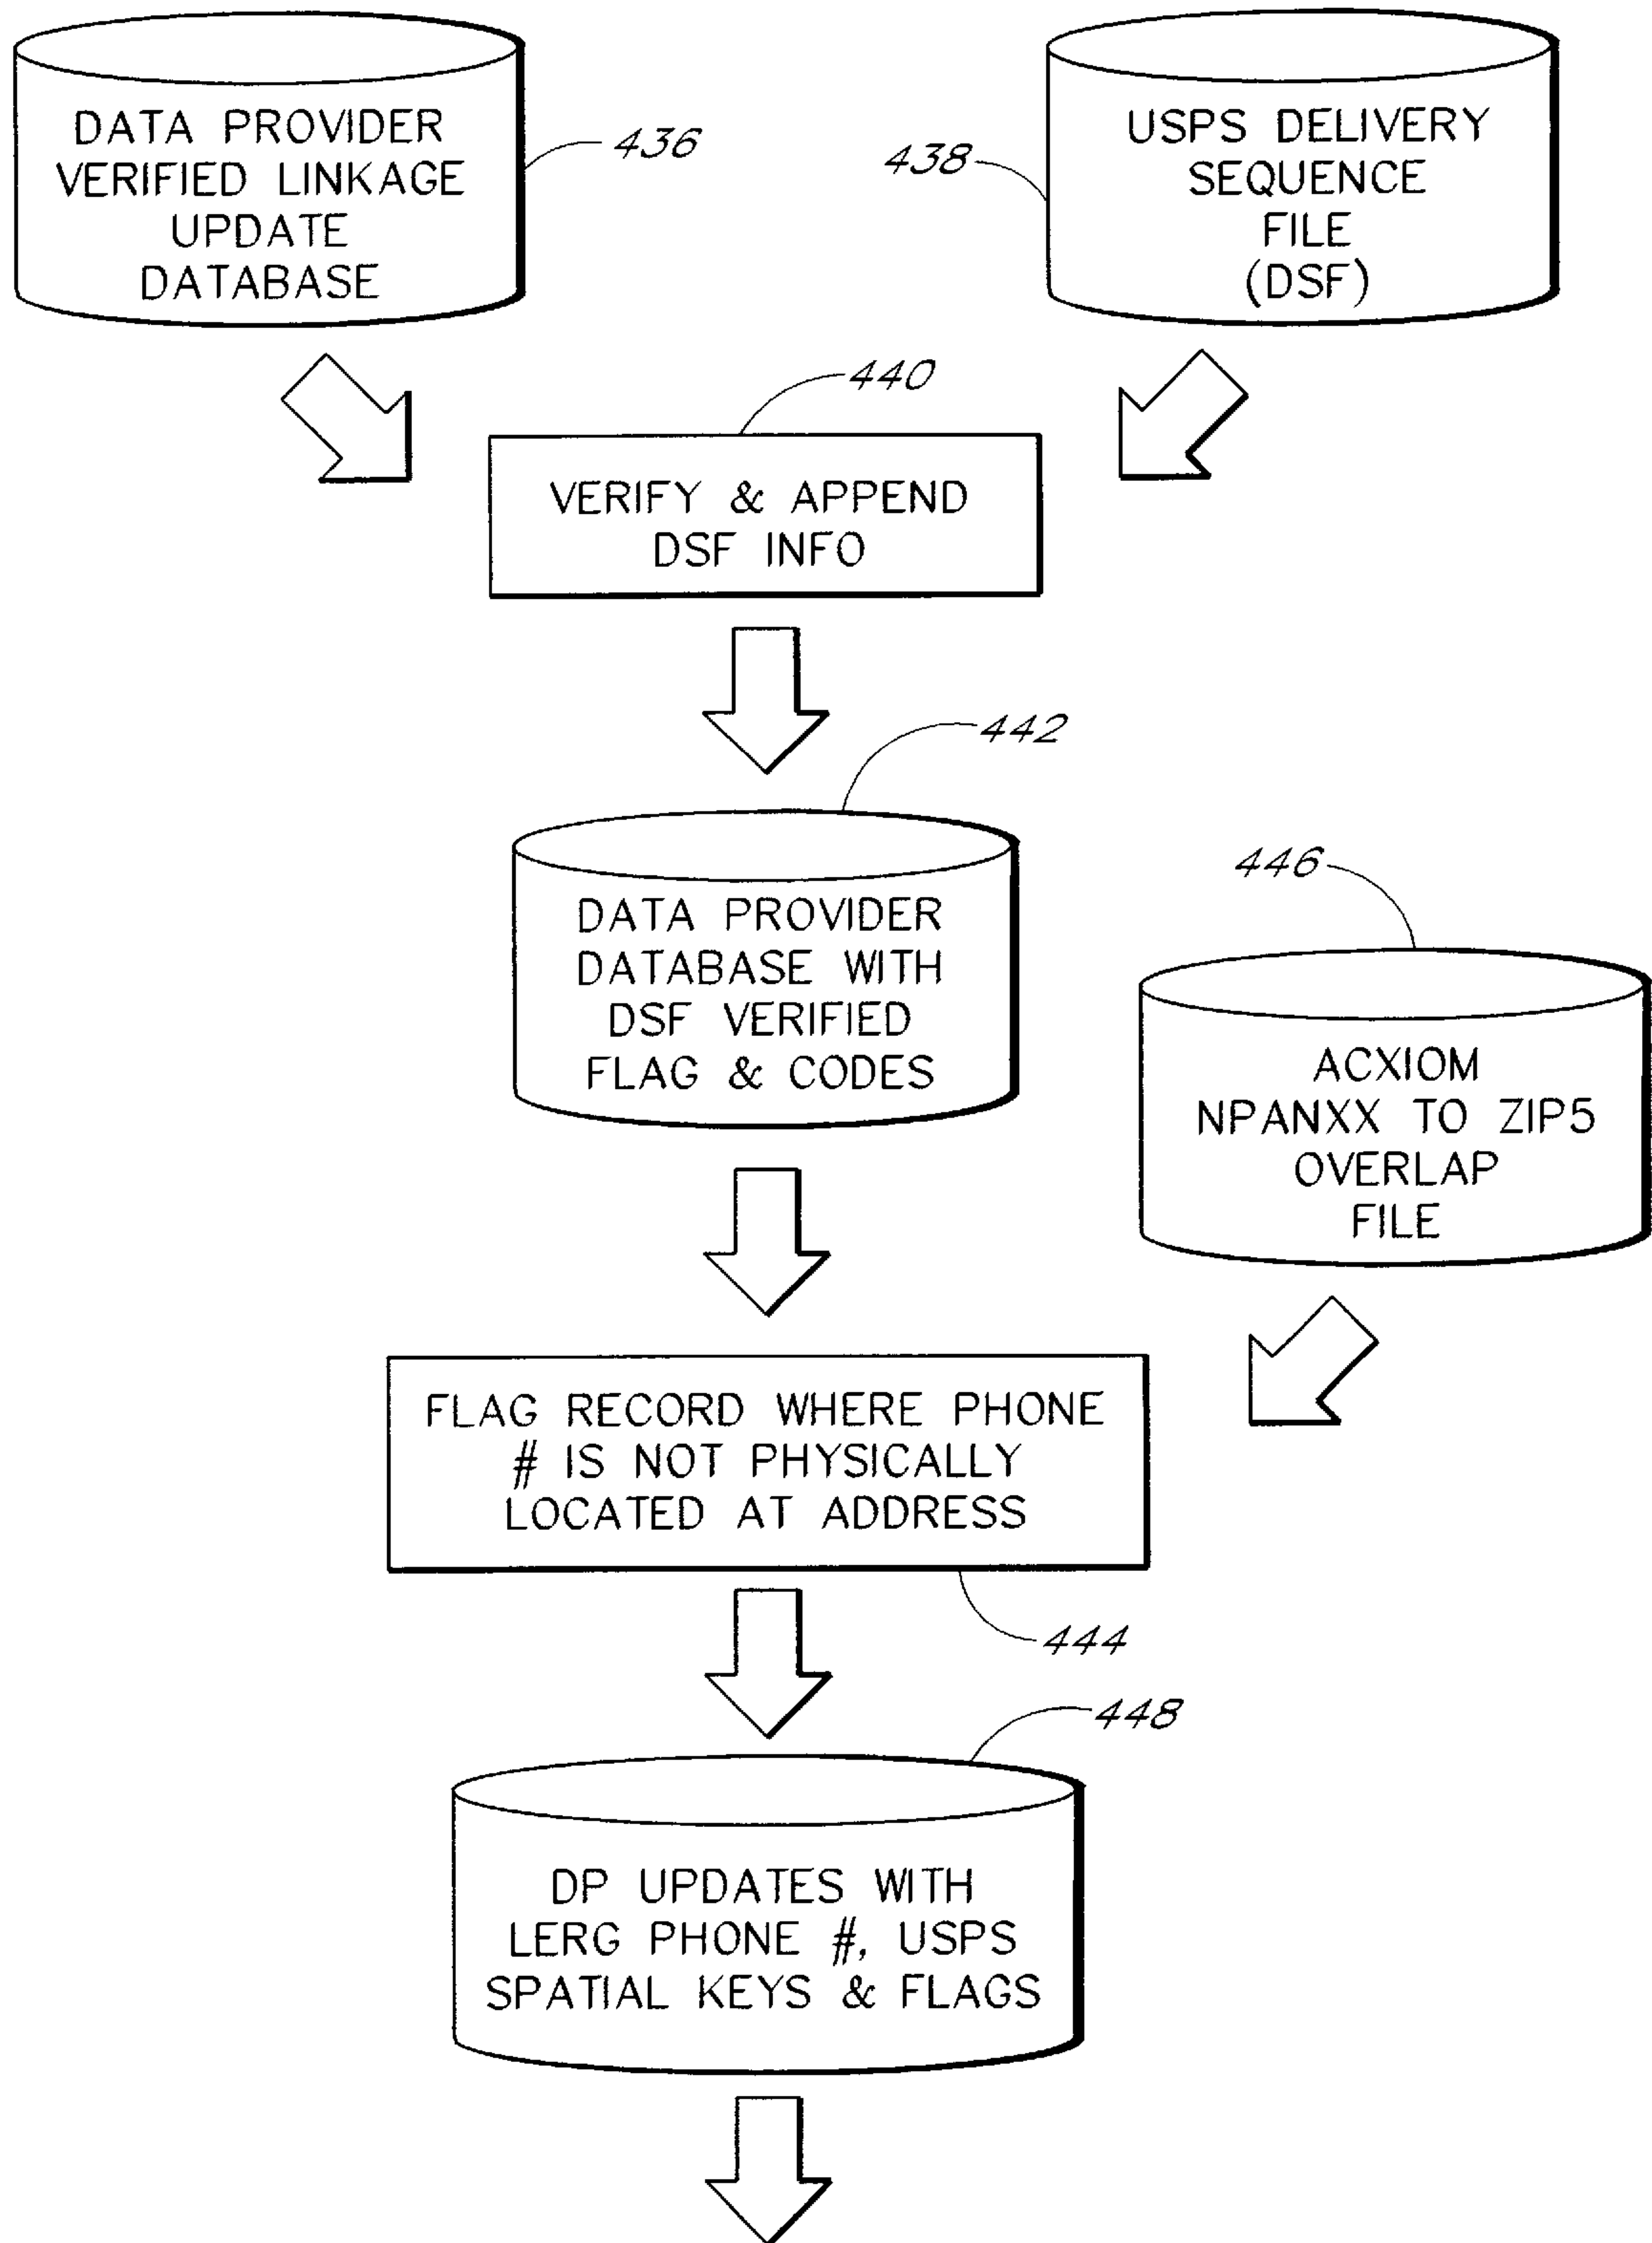 DATA PROVIDER
VERIFIED LINKAGE
UPDATE
DATABASE
436
USPS DELIVERY
SEQUENCE
FILE
(DSF)
438
440
VERIFY & APPEND
DSF INFO
442
DATA PROVIDER
DATABASE WITH
DSF VERIFIED
FLAG & CODES
446
ACXIOM
NPANXX TO ZIP5
OVERLAP
FILE
FLAG RECORD WHERE PHONE
# IS NOT PHYSICALLY
LOCATED AT ADDRESS
444
448
DP UPDATES WITH
LERG PHONE #, USPS
SPATIAL KEYS & FLAGS